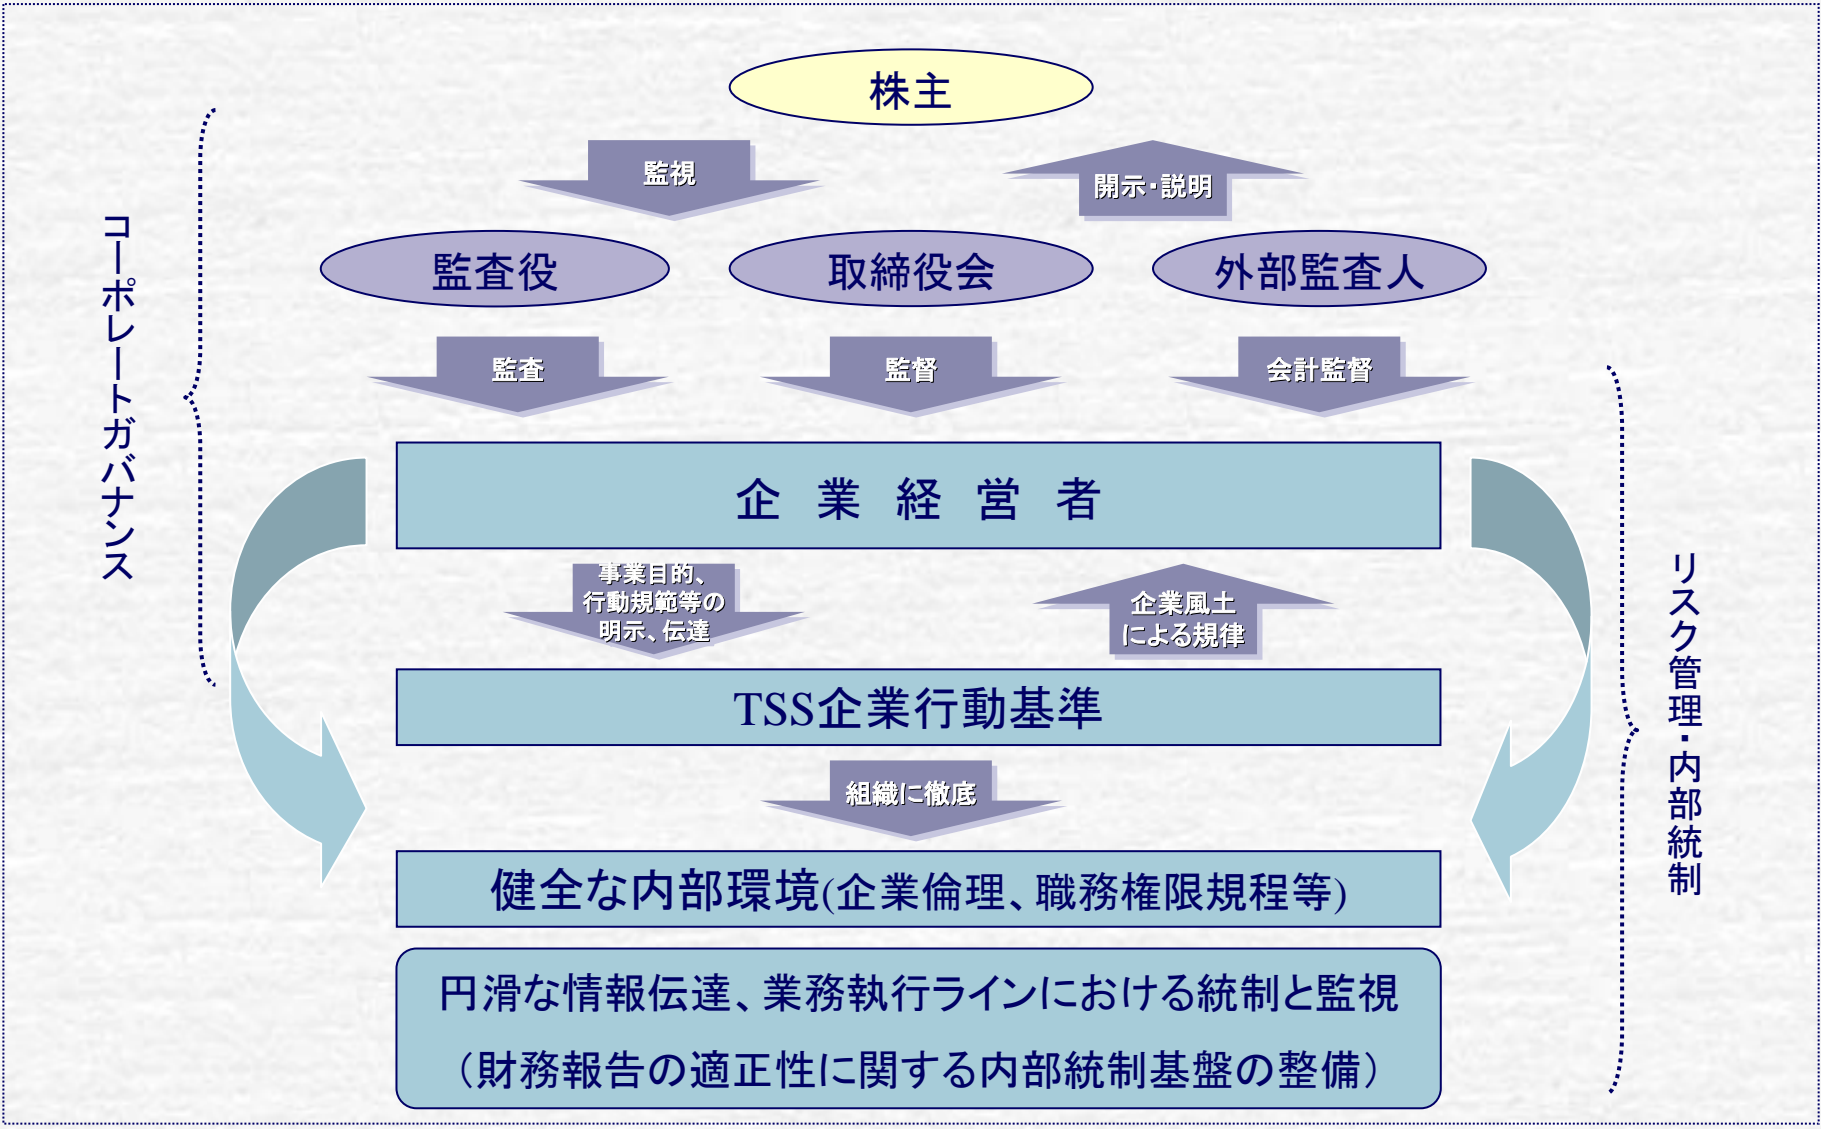 株主
監視
開示・説明
監査役
取締役会
外部監査人
監査
監督
会計監督
コーポレートガバナンス
企　業　経　営　者
事業目的、
行動規範等の
明示、伝達
企業風土
による規律
リスク管理・内部統制
TSS企業行動基準
組織に徹底
健全な内部環境(企業倫理、職務権限規程等)
円滑な情報伝達、業務執行ラインにおける統制と監視
（財務報告の適正性に関する内部統制基盤の整備）